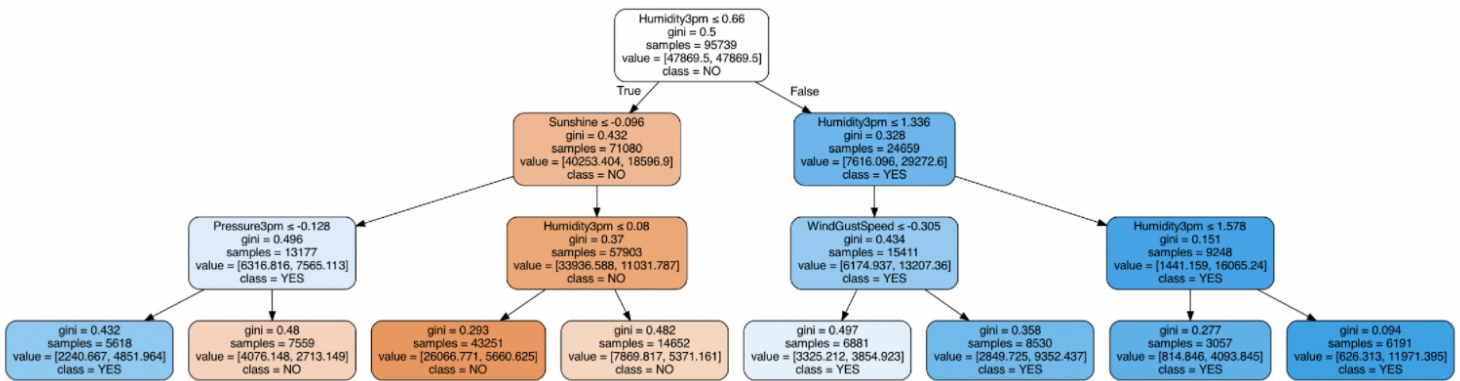 Humidity3pm ≤ 0.66
gini = 0.5
samples = 95739
value = [47869.5, 47869.5]
class = NO
True
False
Sunshine ≤ -0.096
gini = 0.432
samples = 71080
value = [40253.404, 18596.9]
class = NO
Humidity3pm ≤ 1.336
gini = 0.328
samples = 24659
value = [7616.096, 29272.6]
class = YES
Pressure3pm ≤ -0.128
gini = 0.496
samples = 13177
value = [6316.816, 7565.113]
class = YES
Humidity3pm ≤ 0.08
gini = 0.37
samples = 57903
value = [33936.588, 11031.787]
class = NO
WindGustSpeed ≤ -0.305
gini = 0.434
samples = 15411
value = [6174.937, 13207.36]
class = YES
Humidity3pm ≤ 1.578
gini = 0.151
samples = 9248
value = [1441.159, 16065.24]
class = YES
gini = 0.432
samples = 5618
value = [2240.667, 4851.964]
class = YES
gini = 0.48
samples = 7559
value = [4076.148, 2713.149]
class = NO
gini = 0.293
samples = 43251
value = [26066.771, 5660.625]
class = NO
gini = 0.482
samples = 14652
value = [7869.817, 5371.161]
class = NO
gini = 0.497
samples = 6881
value = [3325.212, 3854.923]
class = YES
gini = 0.358
samples = 8530
value = [2849.725, 9352.437]
class = YES
gini = 0.277
samples = 3057
value = [814.846, 4093.845]
class = YES
gini = 0.094
samples = 6191
value = [626.313, 11971.395]
class = YES